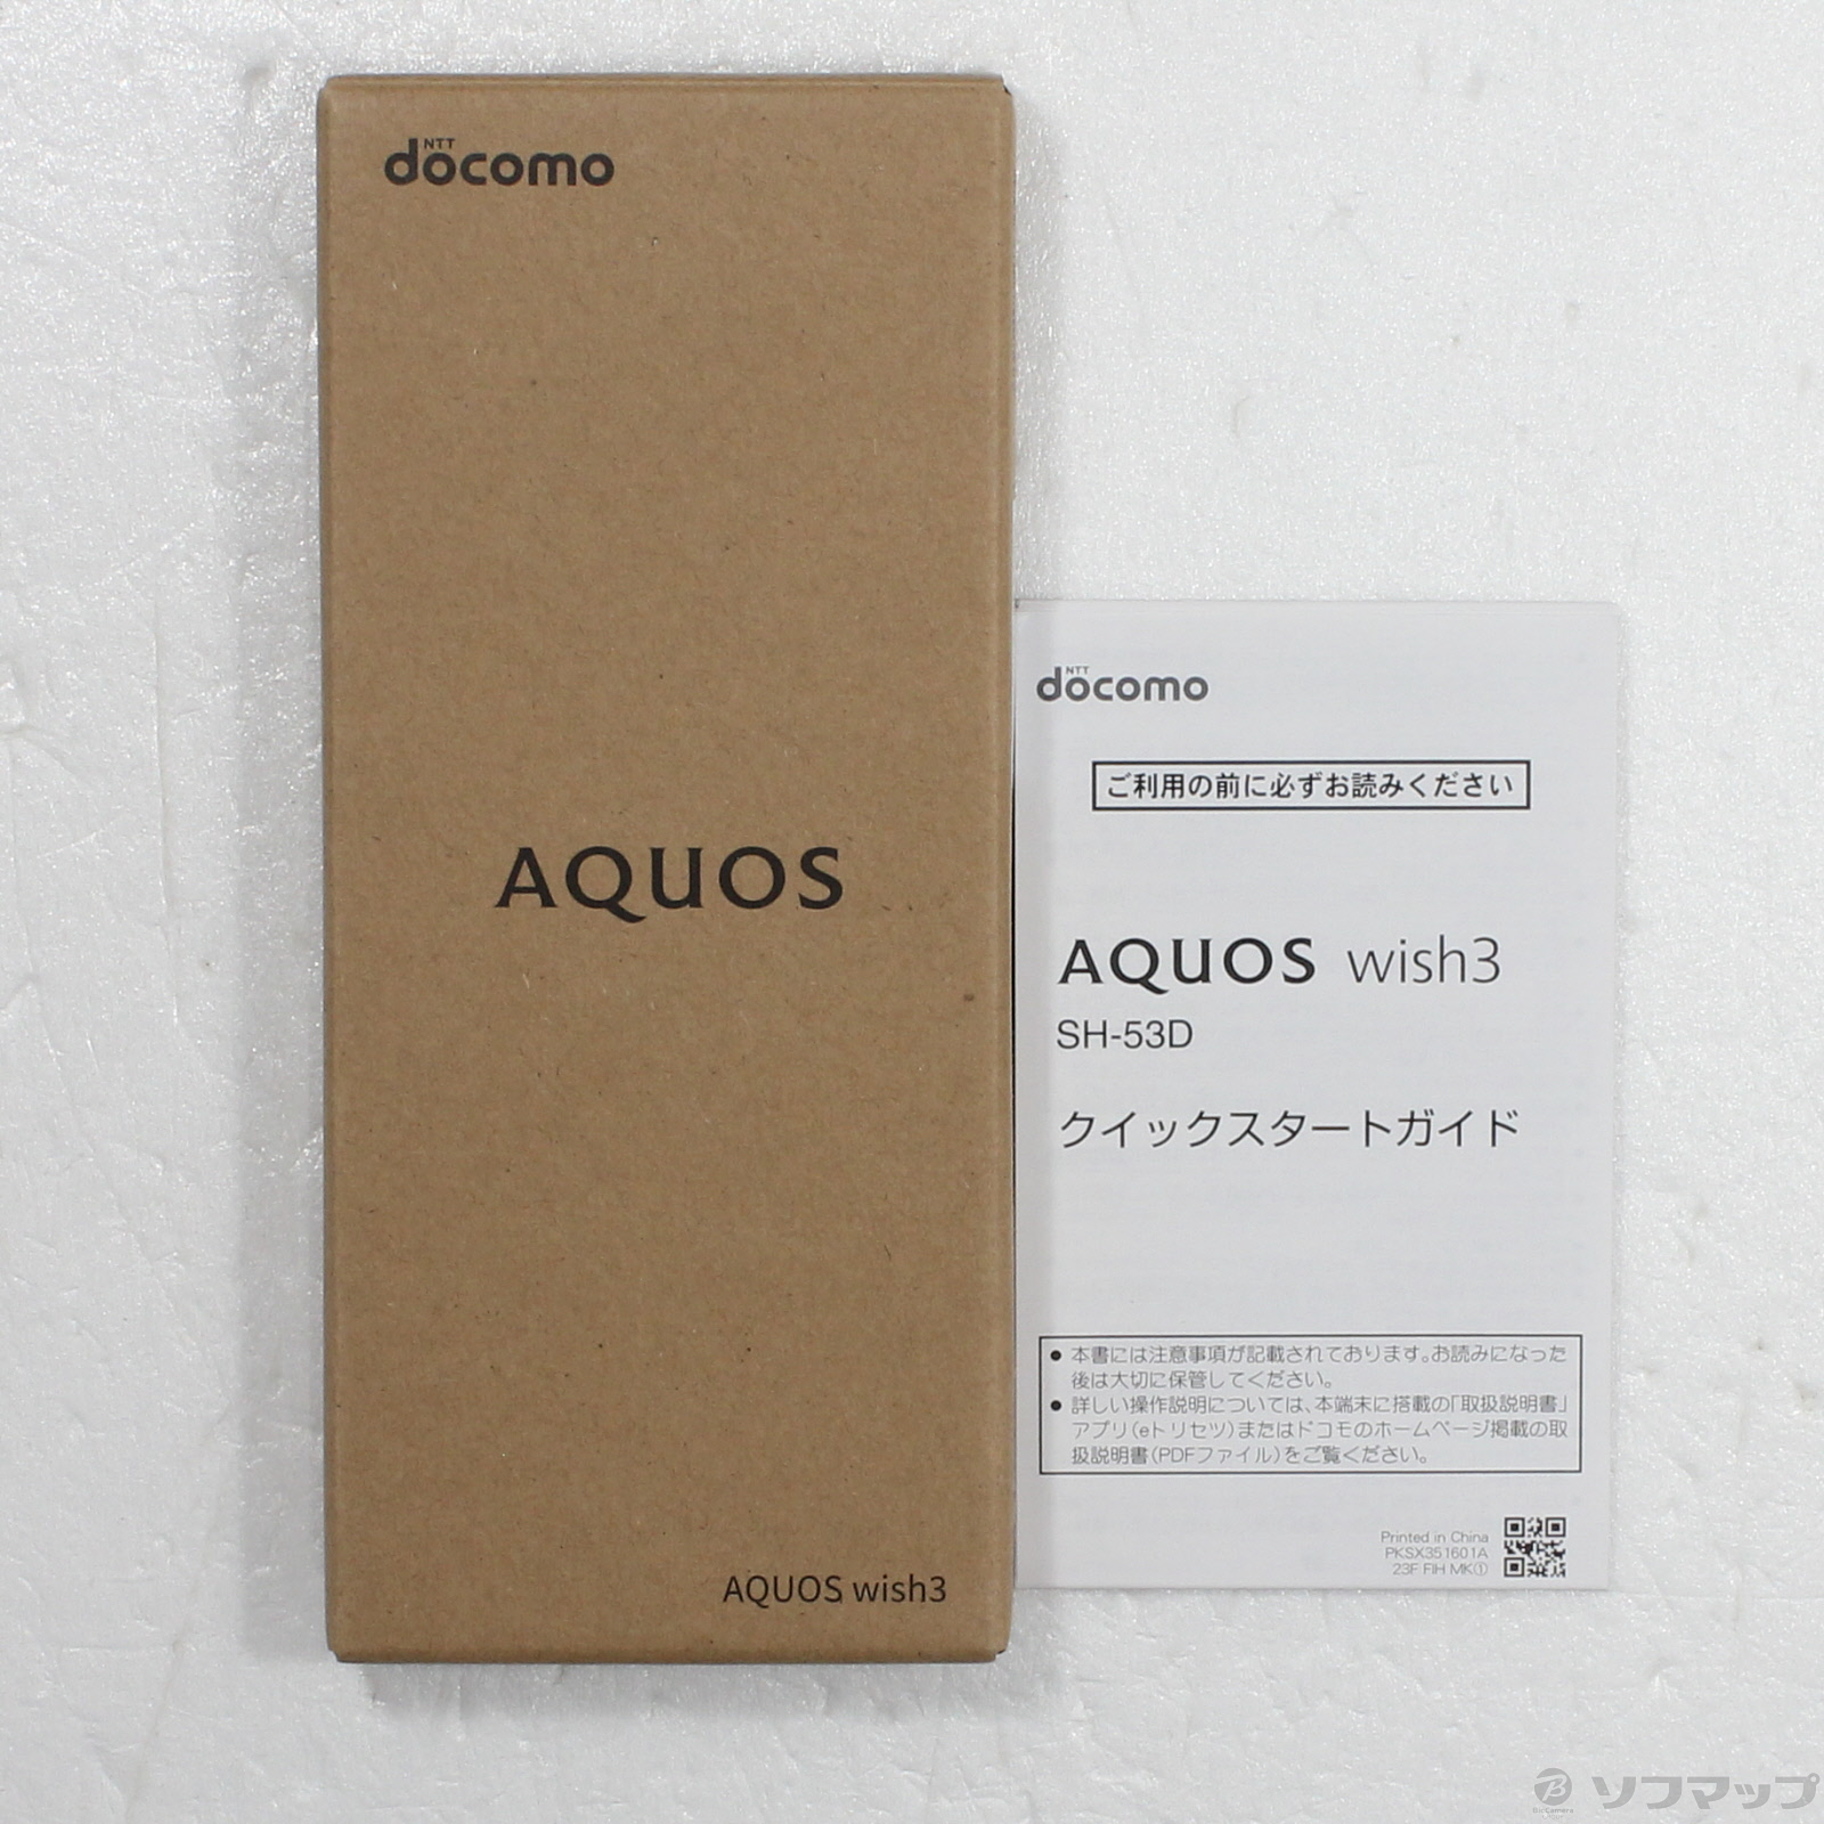 NTT
docomo
AQUOS
AQUOS wish3
NTT
docomo
ご利用の前に必ずお読みください
AQUOS wish3
SH-53D
クイックスタートガイド
● 本書には注意事項が記載されております。お読みになった
後は大切に保管してください。
● 詳しい操作説明については、本端末に搭載の「取扱説明書」
アプリ(eトリセツ)またはドコモのホームページ掲載の取
扱説明書(PDFファイル)をご覧ください。
Printed in China
PKSX351601A
23F FIH MK①
ソフマップ